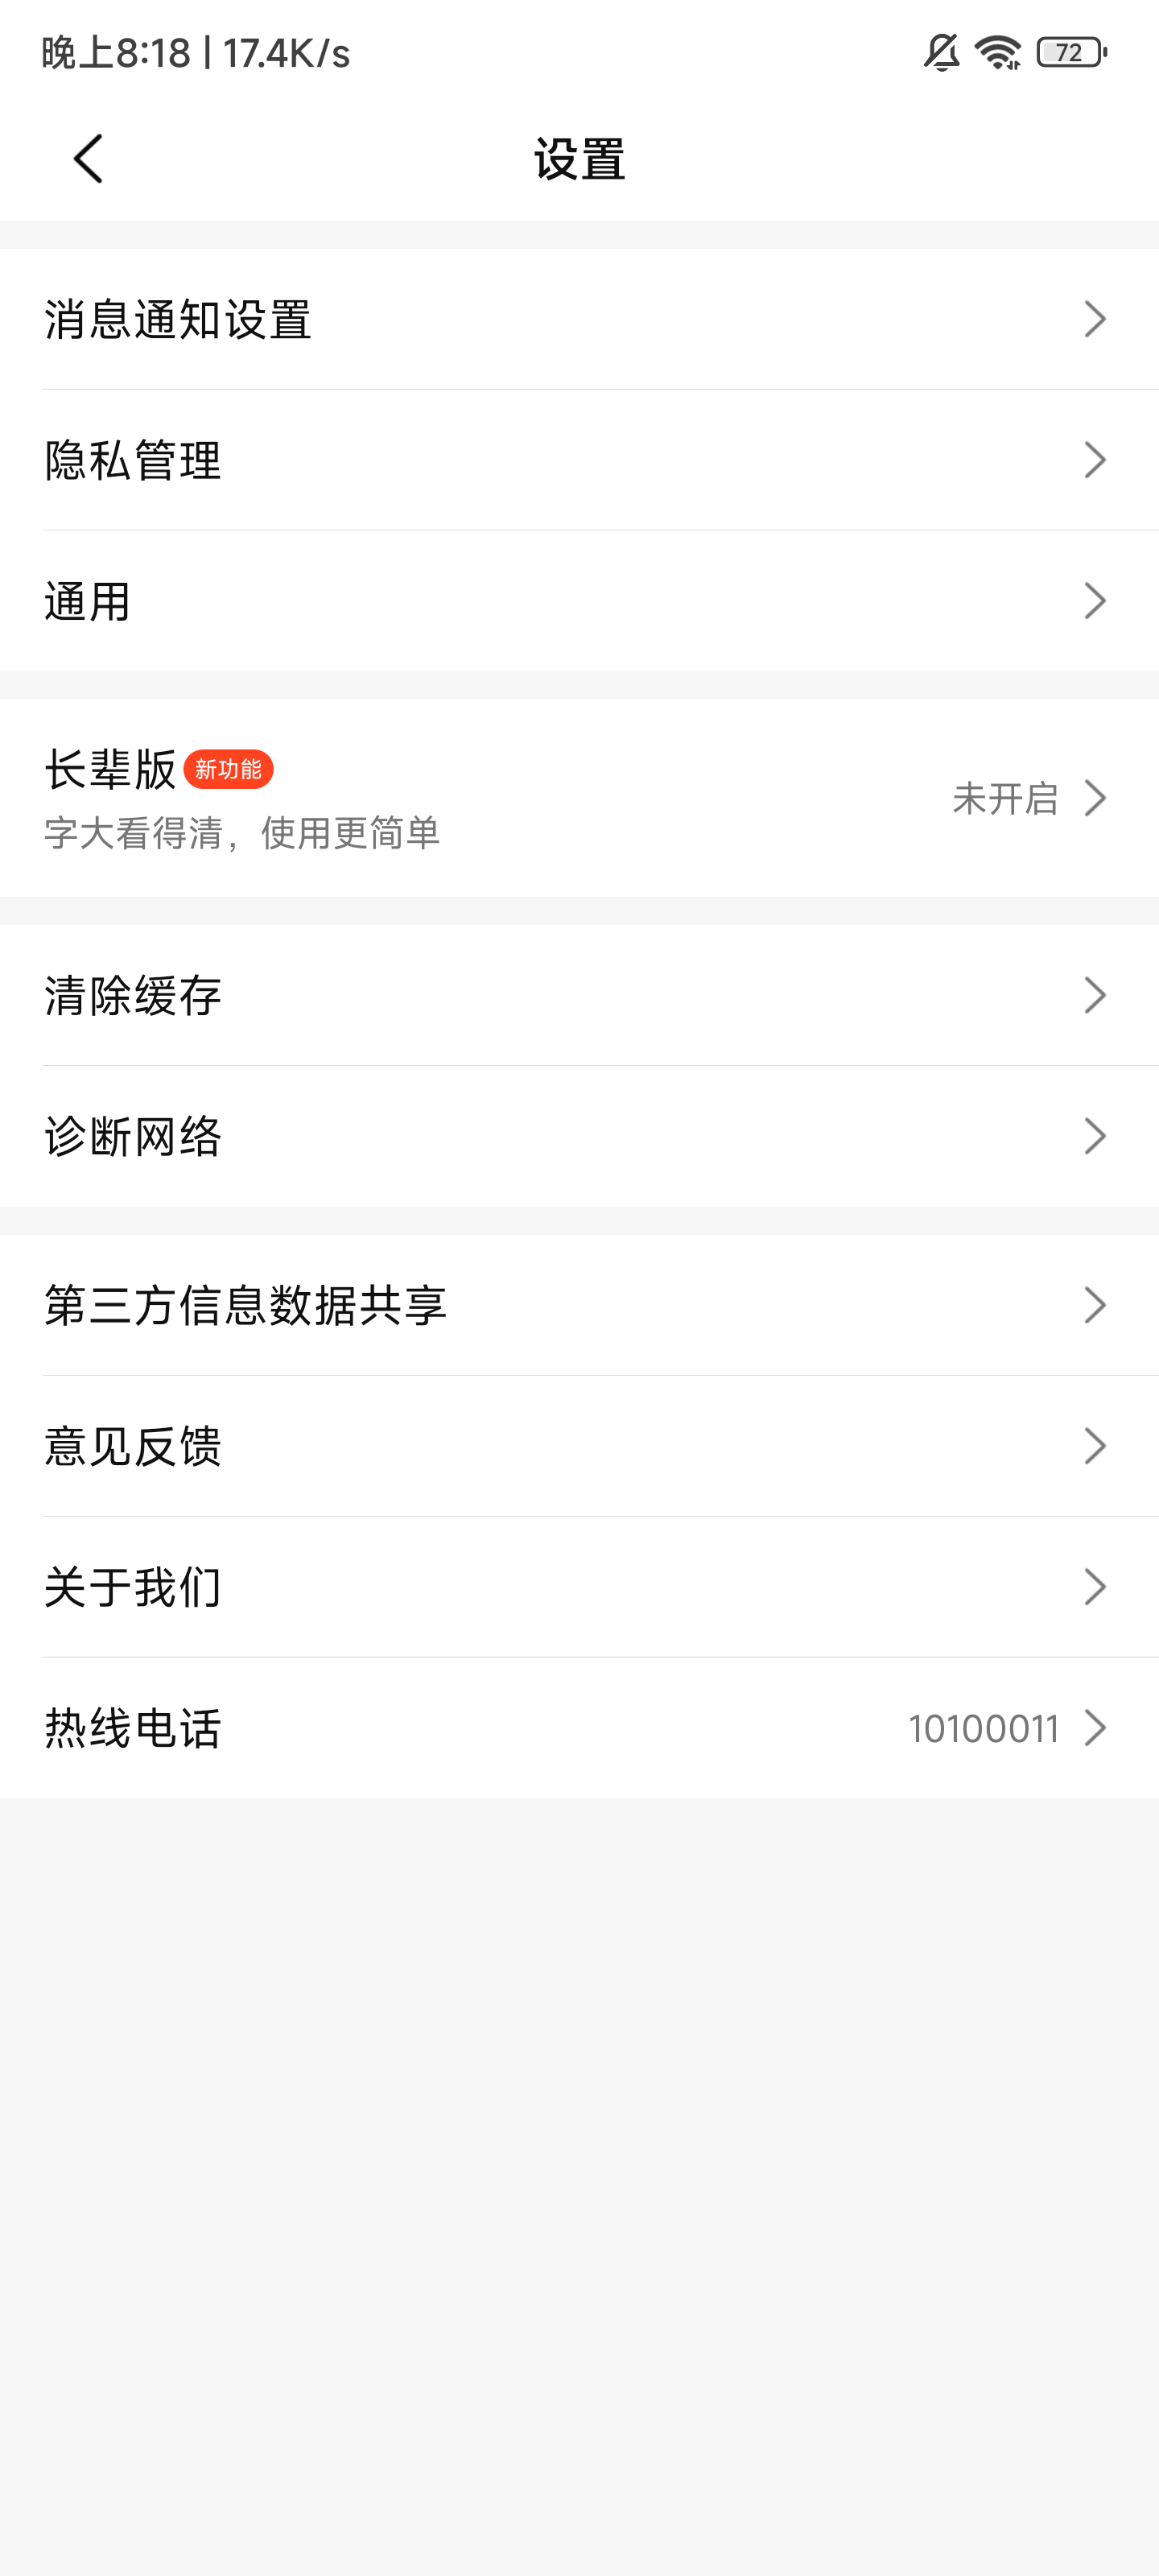 晚上8:18 | 17.4K/s
72
设置
消息通知设置
隐私管理
通用
长辈版 新功能
字大看得清，使用更简单
未开启
清除缓存
诊断网络
第三方信息数据共享
意见反馈
关于我们
热线电话 10100011